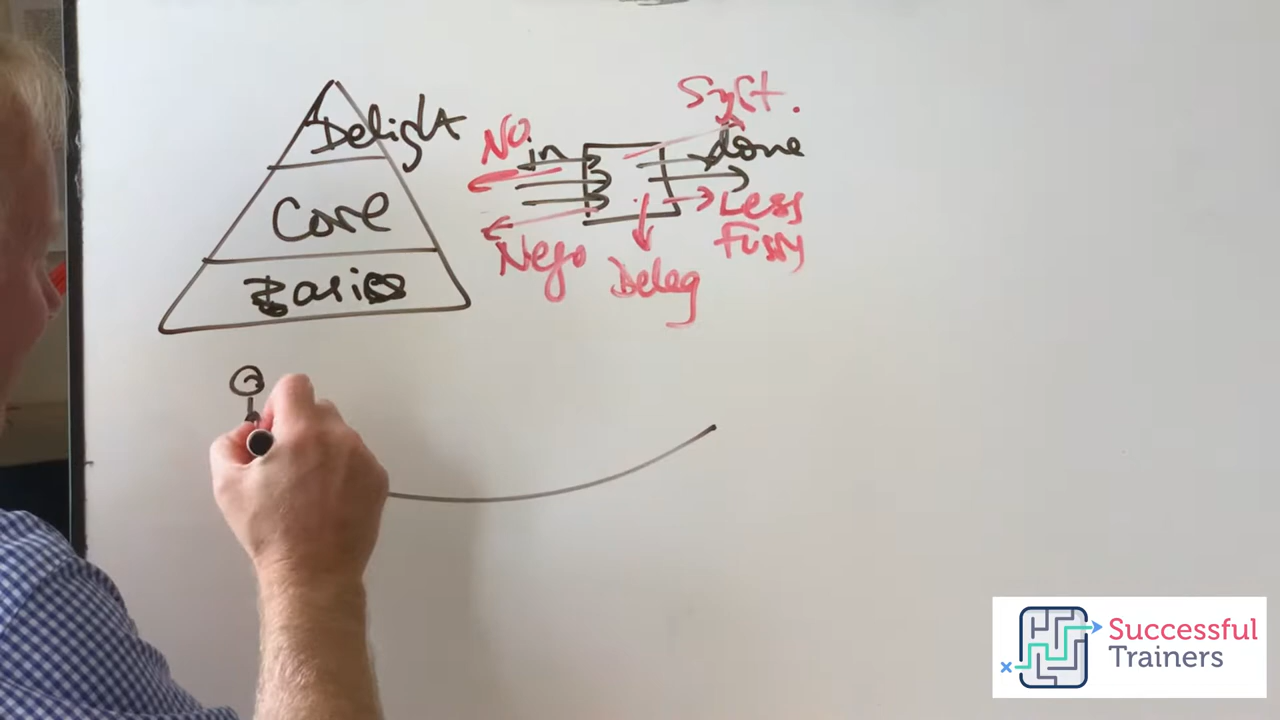 Delight
Core
Basics
No
in
Syst.
done
Less
Fussy
Nego
Deleg
Successful
Trainers